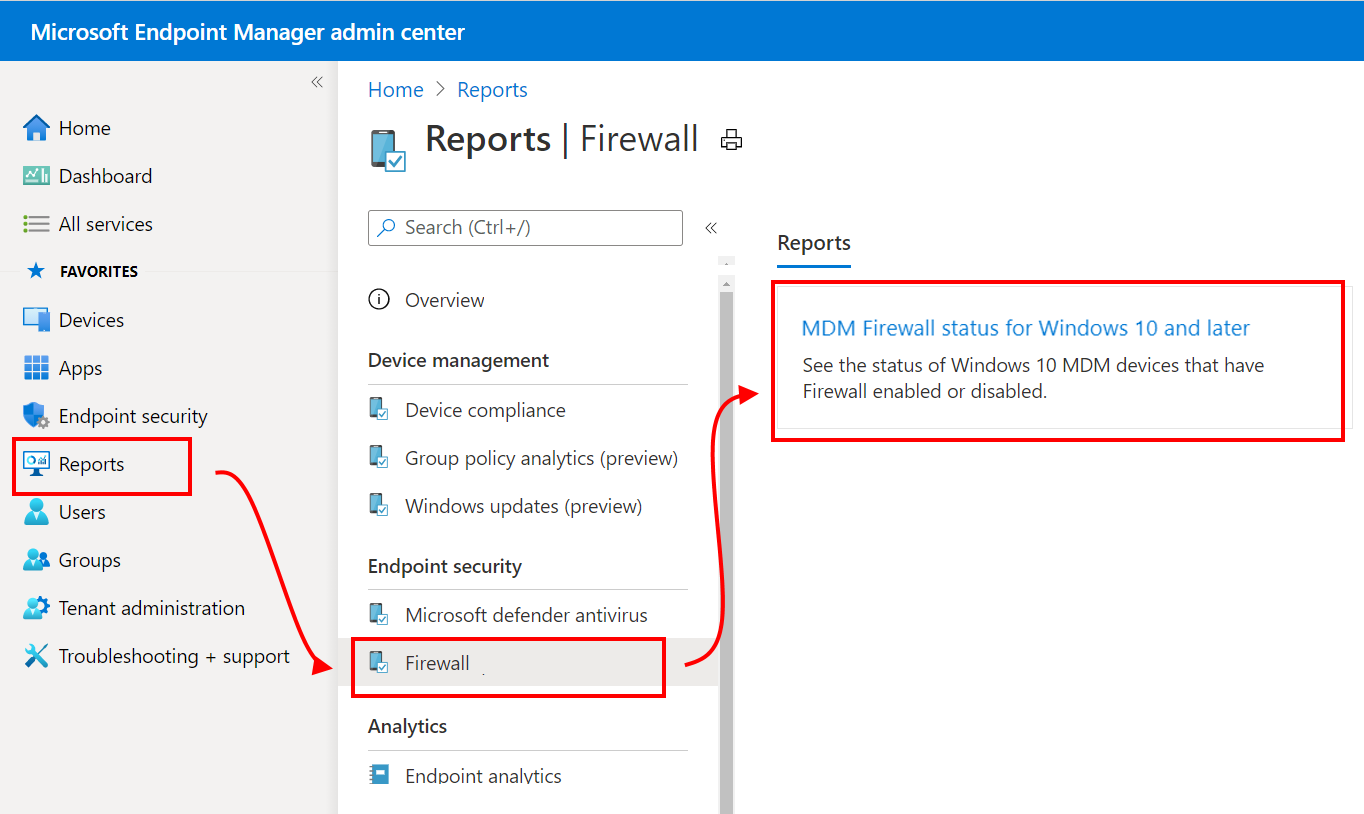 Microsoft Endpoint Manager admin center
Home
Dashboard
All services
FAVORITES
Devices
Apps
Endpoint security
Reports
Users
Groups
Tenant administration
Troubleshooting + support
Home > Reports
Reports | Firewall
Search (Ctrl+/)
Overview
Device management
Device compliance
Group policy analytics (preview)
Windows updates (preview)
Endpoint security
Microsoft defender antivirus
Firewall
Analytics
Endpoint analytics
Reports
MDM Firewall status for Windows 10 and later
See the status of Windows 10 MDM devices that have
Firewall enabled or disabled.